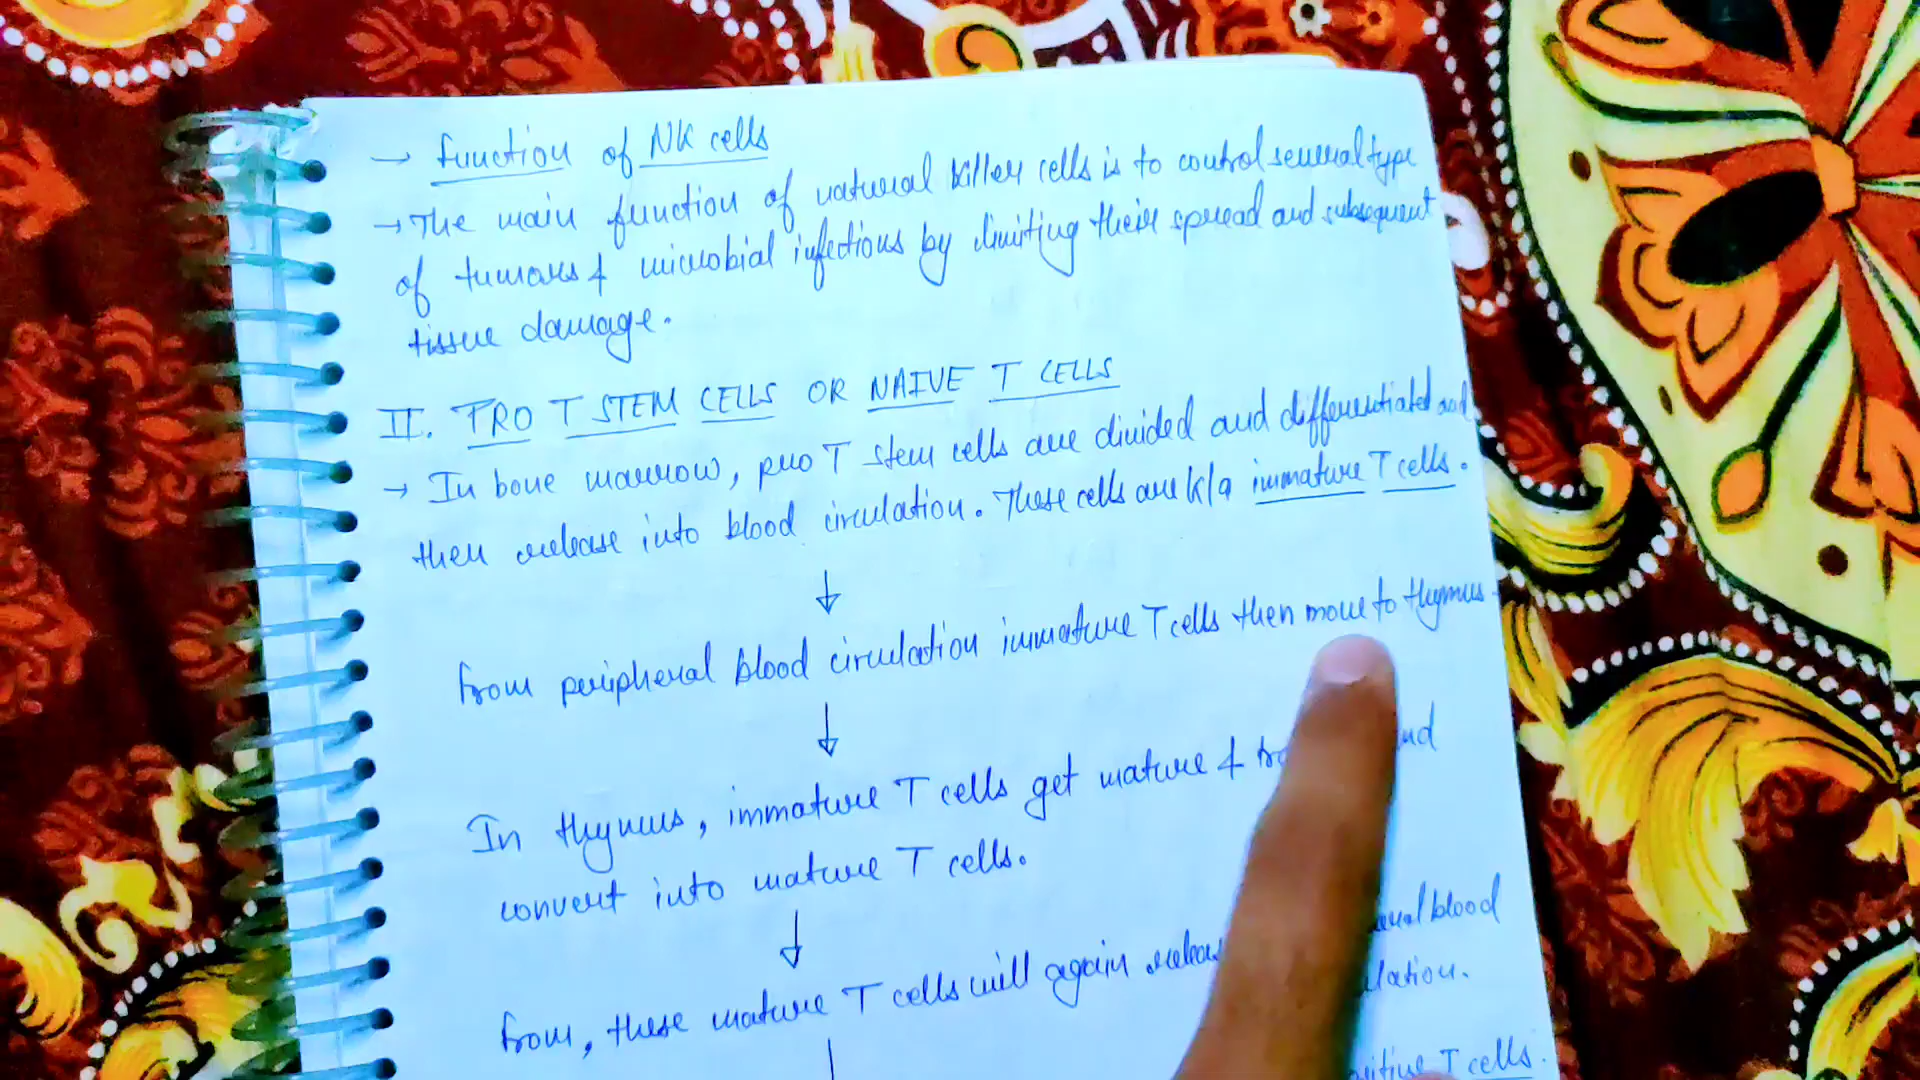 → function of NK cells
→ The main function of natural killer cells is to control several type
of tumors & microbial infections by limiting their spread and subsequent
tissue damage.
II. PRO T STEM CELLS OR NAIVE T CELLS
→ In bone marrow, pro T stem cells are divided and differentiated and
then release into blood circulation. These cells are k/a immature T cells.
↓
from peripheral blood circulation immature T cells then move to thymus.
↓
In thymus, immature T cells get mature &
convert into mature T cells.
↓
blood
from, these mature T cells will again
T cells.